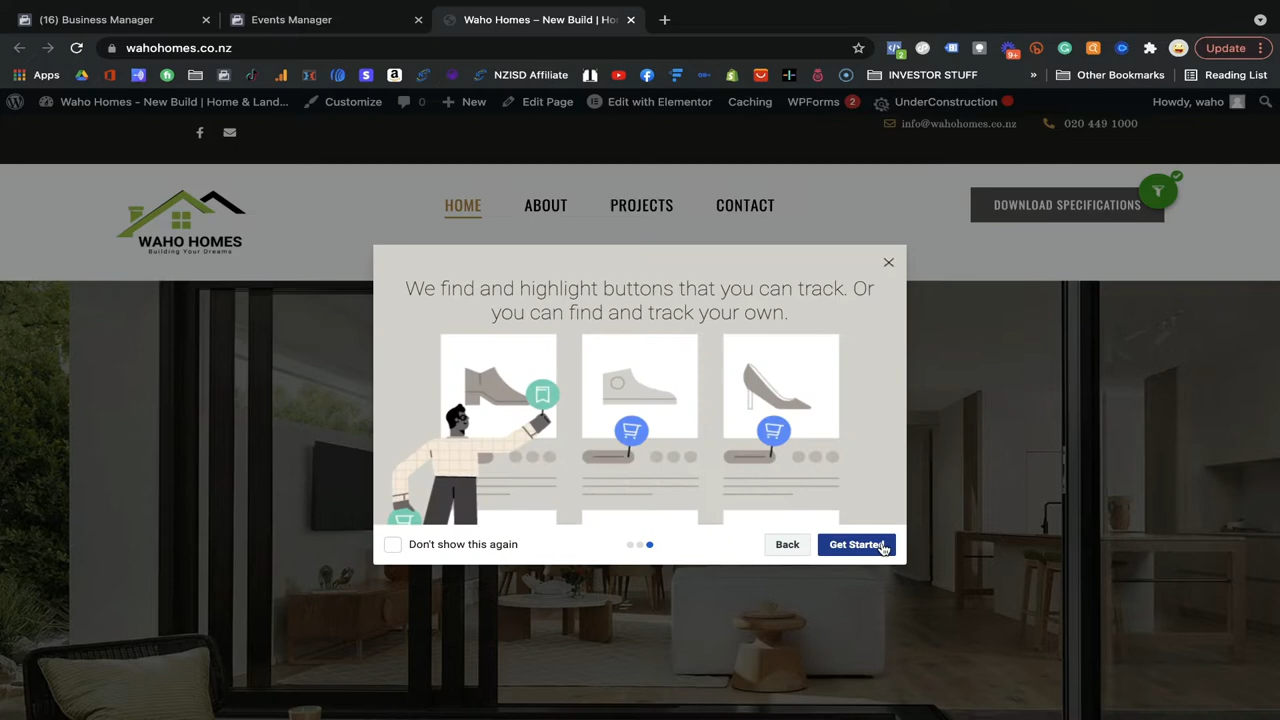 (16) Business Manager
Events Manager
Waho Homes – New Build | Ho
wahohomes.co.nz
Update
Apps
NZISD Affiliate
INVESTOR STUFF
»
Other Bookmarks
Reading List
Waho Homes – New Build | Home & Land...
Customize
0
New
Edit Page
Edit with Elementor
Caching
WPForms 2
UnderConstruction
Howdy, waho
info@wahohomes.co.nz
020 449 1000
WAHO HOMES
Building Your Dreams
HOME
ABOUT
PROJECTS
CONTACT
DOWNLOAD SPECIFICATIONS
We find and highlight buttons that you can track. Or
you can find and track your own.
Don't show this again
Back
Get Started